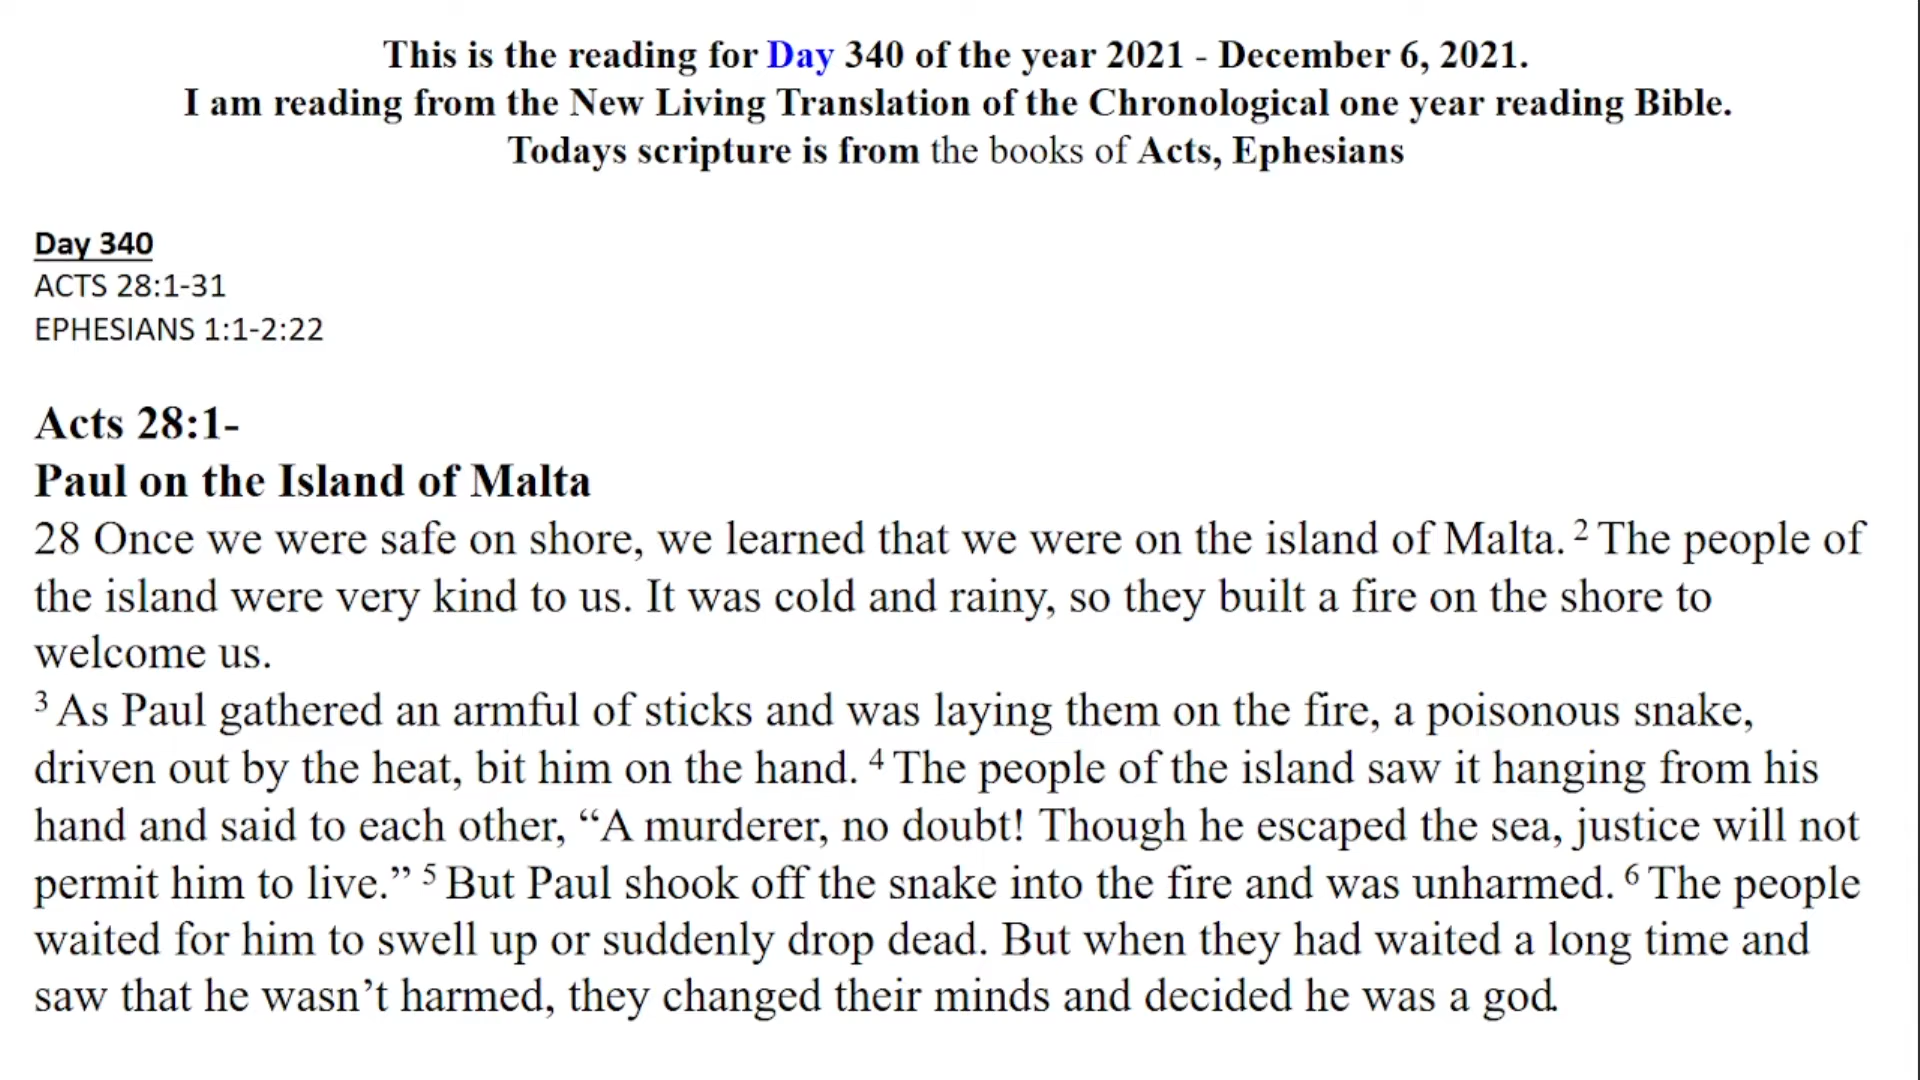 This is the reading for Day 340 of the year 2021 - December 6, 2021.
I am reading from the New Living Translation of the Chronological one year reading Bible.
Todays scripture is from the books of Acts, Ephesians
Day 340
ACTS 28:1-31
EPHESIANS 1:1-2:22
Acts 28:1-
Paul on the Island of Malta
28 Once we were safe on shore, we learned that we were on the island of Malta. 2 The people of
the island were very kind to us. It was cold and rainy, so they built a fire on the shore to
welcome us.
3 As Paul gathered an armful of sticks and was laying them on the fire, a poisonous snake,
driven out by the heat, bit him on the hand. 4 The people of the island saw it hanging from his
hand and said to each other, “A murderer, no doubt! Though he escaped the sea, justice will not
permit him to live.” 5 But Paul shook off the snake into the fire and was unharmed. 6 The people
waited for him to swell up or suddenly drop dead. But when they had waited a long time and
saw that he wasn’t harmed, they changed their minds and decided he was a god.